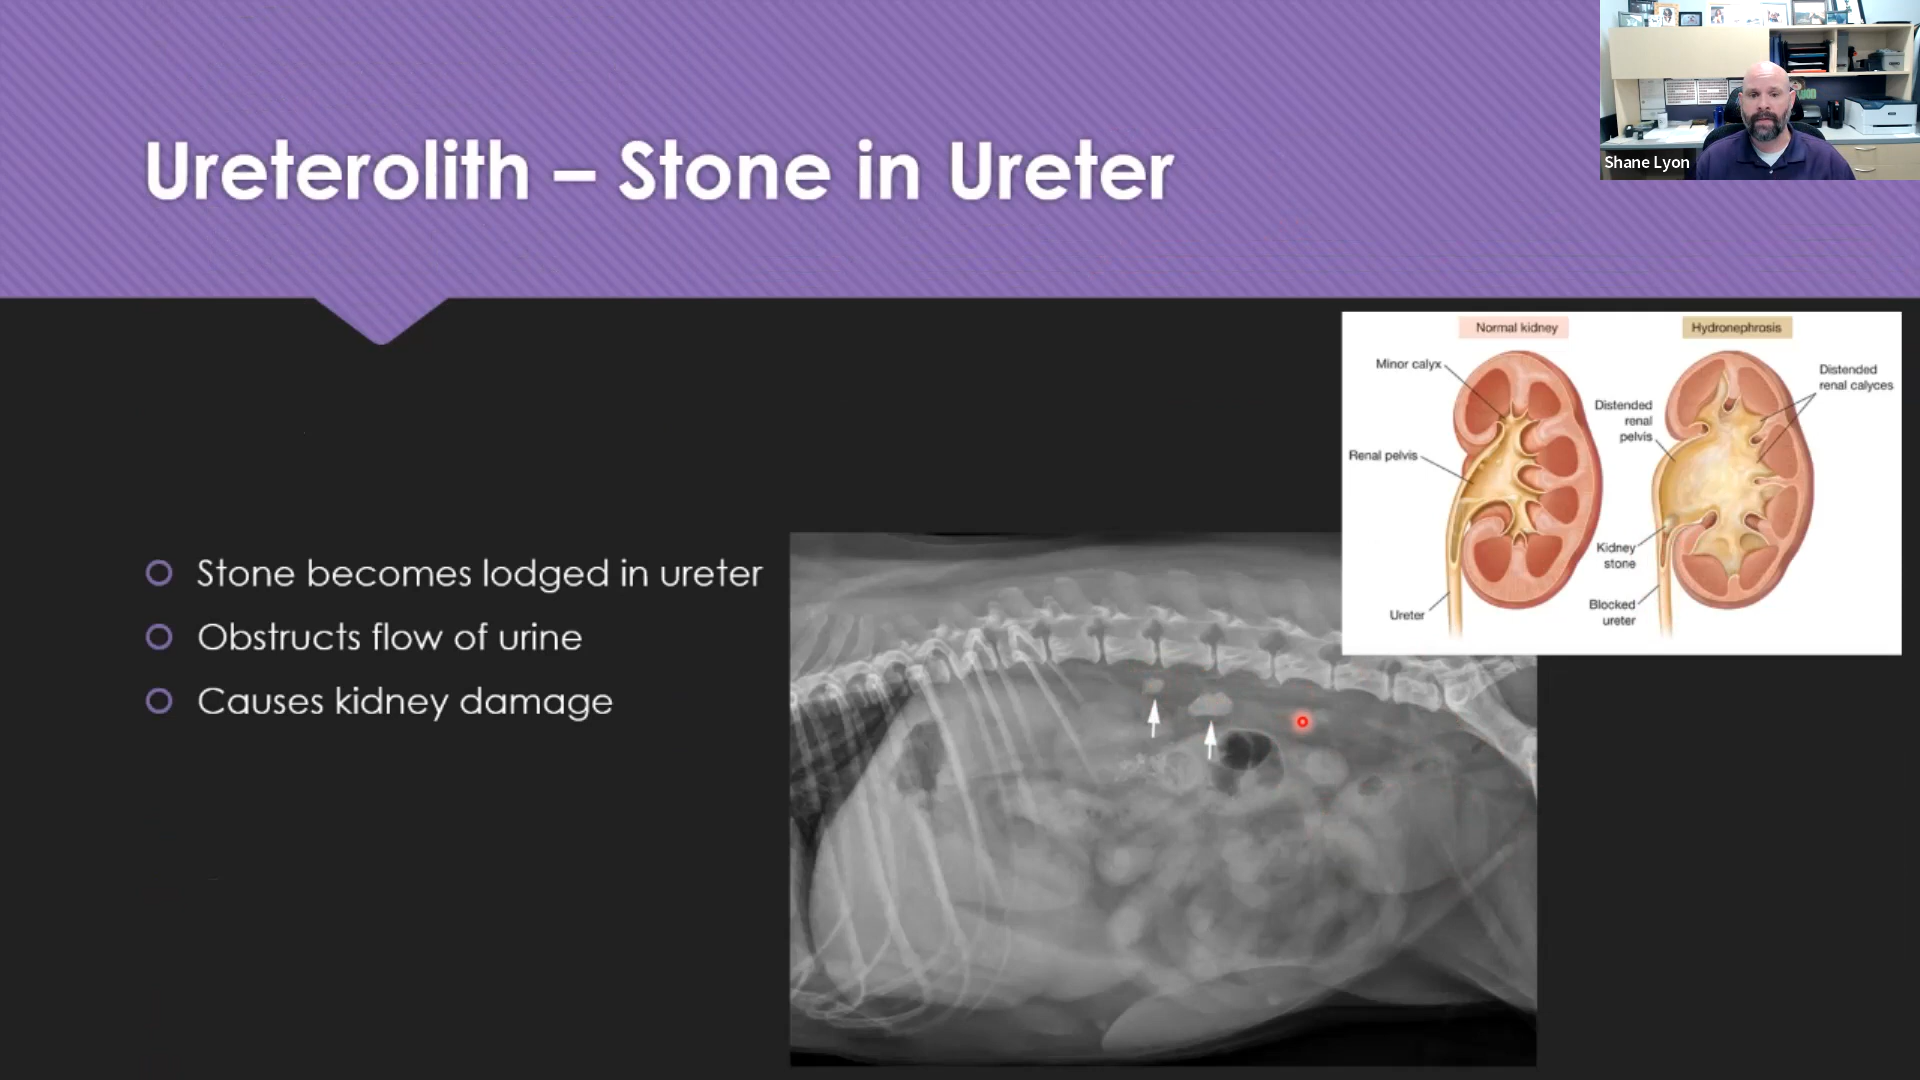 Shane Lyon
Ureterolith – Stone in Ureter
Stone becomes lodged in ureter
Obstructs flow of urine
Causes kidney damage
Normal kidney
Minor calyx
Renal pelvis
Ureter
Hydronephrosis
Distended
renal calyces
Distended
renal
pelvis
Kidney
stone
Blocked
ureter